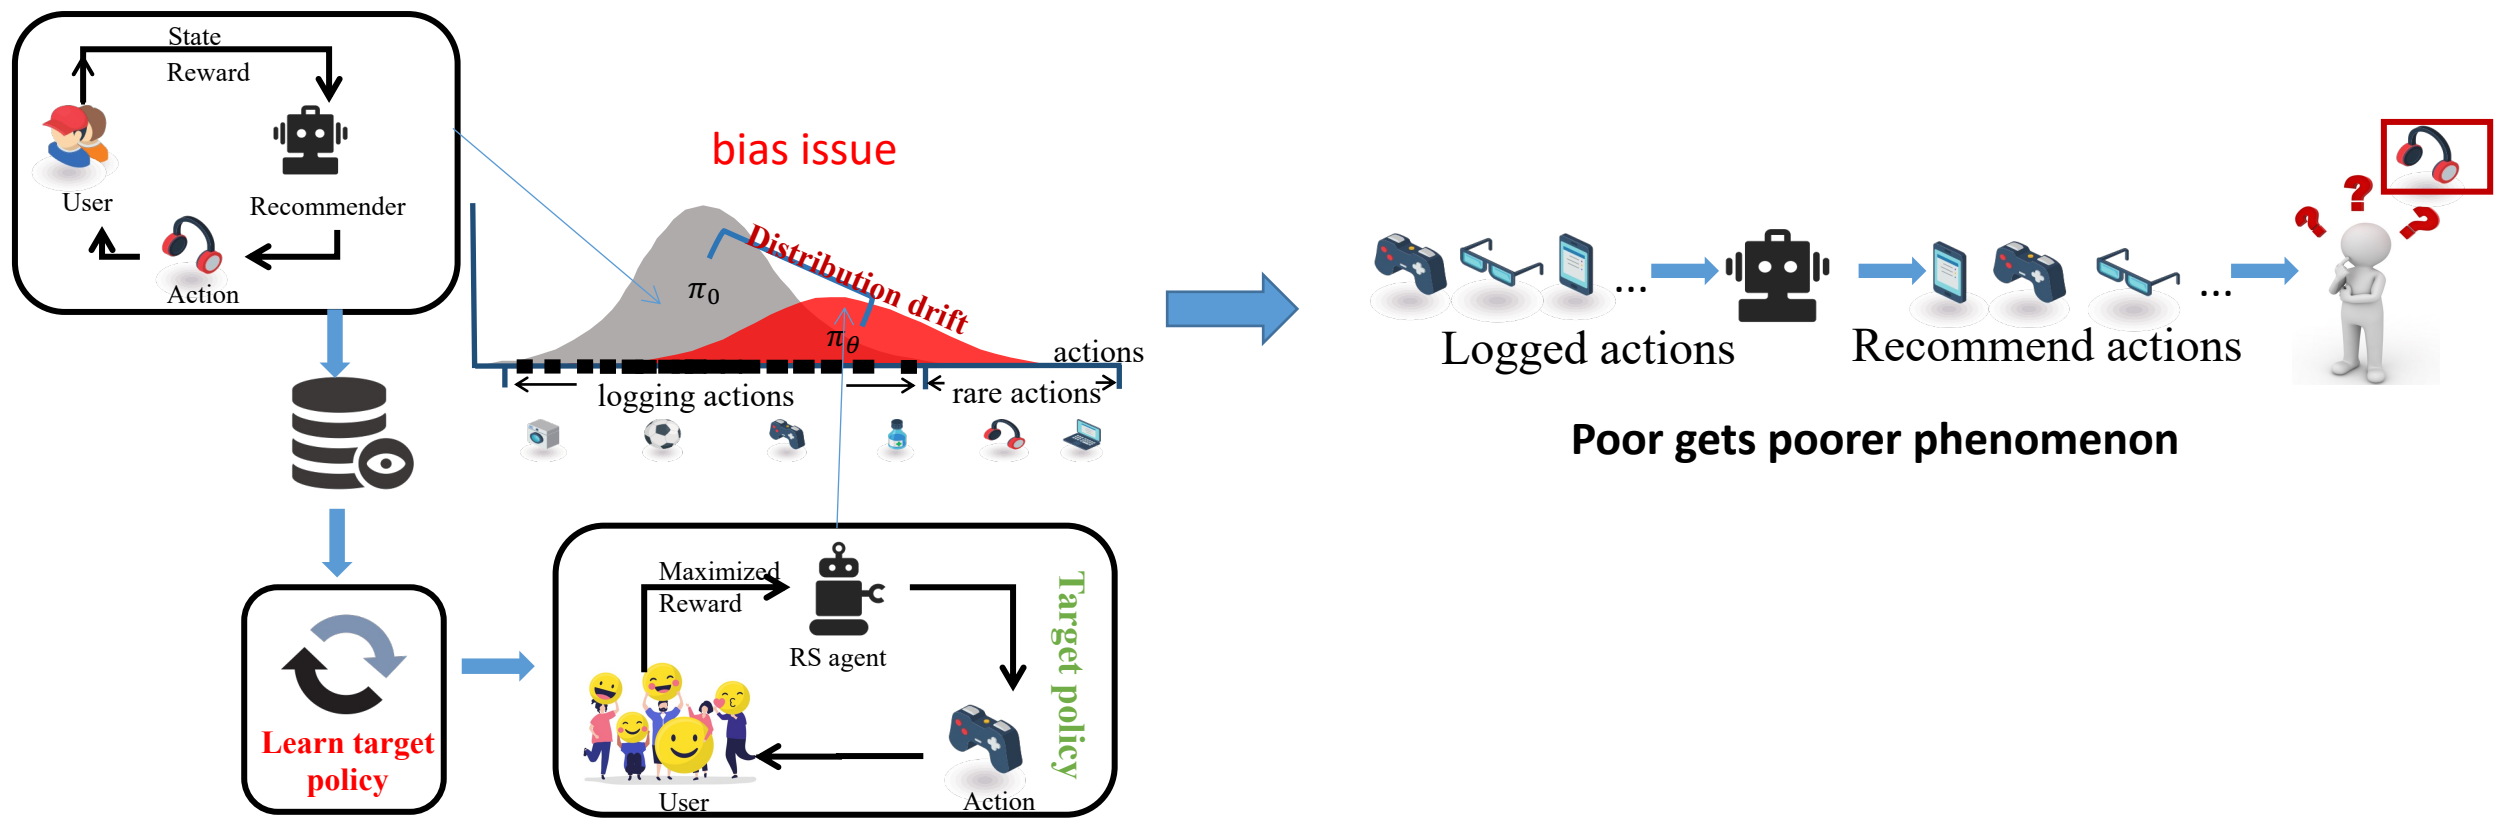 State
Reward
User
Recommender
Action
bias issue
Distribution drift
π₀
π_θ
actions
logging actions
rare actions
Learn target
policy
Maximized
Reward
RS agent
Target policy
User
Action
...
...
Logged actions
Recommend actions
? ? ?
Poor gets poorer phenomenon